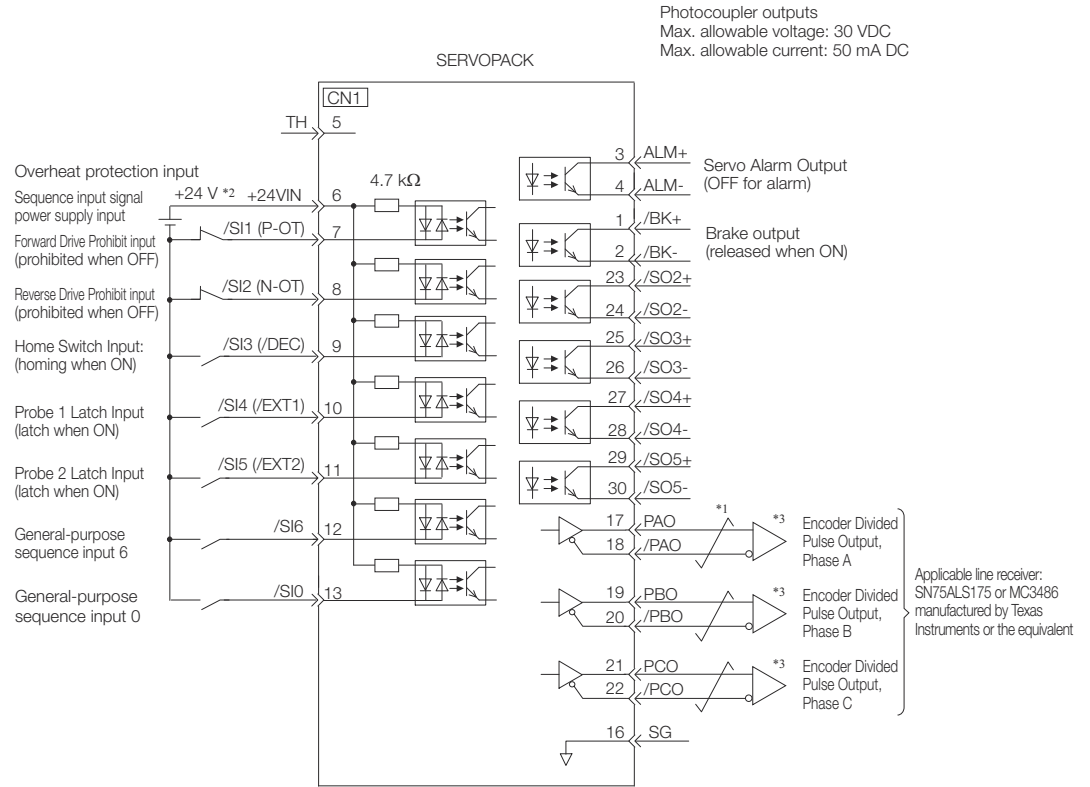 Photocoupler outputs
Max. allowable voltage: 30 VDC
Max. allowable current: 50 mA DC
SERVOPACK
CN1
TH 5
Overheat protection input
Sequence input signal
power supply input
+24 V *2 +24VIN 6
4.7 kΩ
Forward Drive Prohibit input
(prohibited when OFF)
/SI1 (P-OT) 7
Reverse Drive Prohibit input
(prohibited when OFF)
/SI2 (N-OT) 8
Home Switch Input:
(homing when ON)
/SI3 (/DEC) 9
Probe 1 Latch Input
(latch when ON)
/SI4 (/EXT1) 10
Probe 2 Latch Input
(latch when ON)
/SI5 (/EXT2) 11
General-purpose
sequence input 6
/SI6 12
General-purpose
sequence input 0
/SI0 13
3 ALM+
4 ALM-
Servo Alarm Output
(OFF for alarm)
1 /BK+
2 /BK-
Brake output
(released when ON)
23 /SO2+
24 /SO2-
25 /SO3+
26 /SO3-
27 /SO4+
28 /SO4-
29 /SO5+
30 /SO5-
17 PAO
18 /PAO
*1
*3
Encoder Divided
Pulse Output,
Phase A
19 PBO
20 /PBO
*3
Encoder Divided
Pulse Output,
Phase B
21 PCO
22 /PCO
*3
Encoder Divided
Pulse Output,
Phase C
Applicable line receiver:
SN75ALS175 or MC3486
manufactured by Texas
Instruments or the equivalent
16 SG